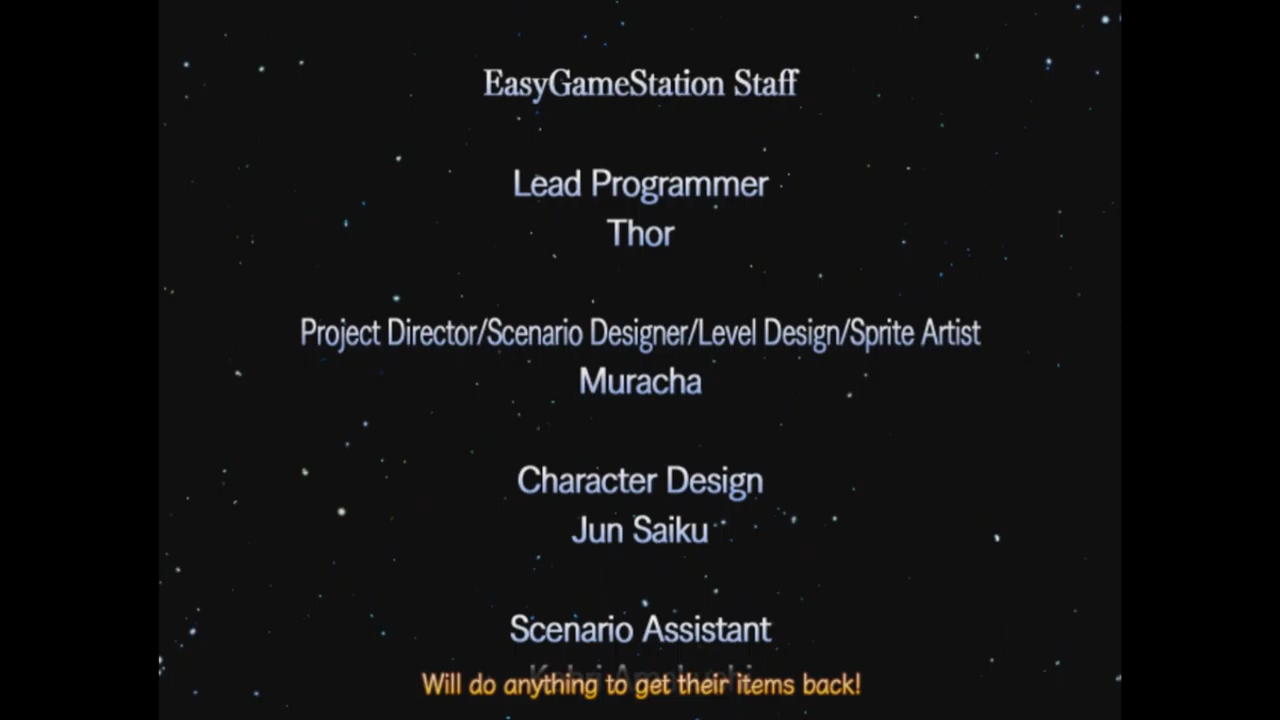 EasyGameStation Staff
Lead Programmer
Thor
Project Director/Scenario Designer/Level Design/Sprite Artist
Muracha
Character Design
Jun Saiku
Scenario Assistant
Will do anything to get their items back!